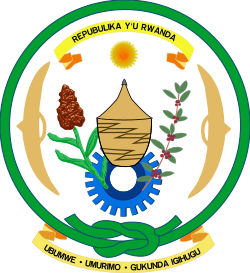 REPUBULIKA Y'U RWANDA
UBUMWE • UMURIMO • GUKUNDA IGIHUGU